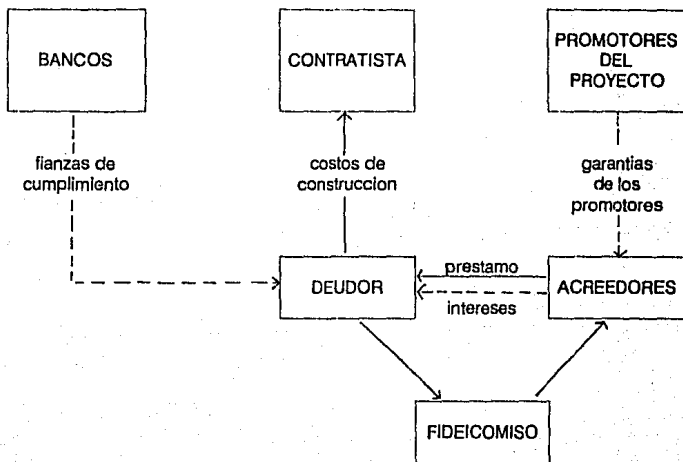 BANCOS
CONTRATISTA
PROMOTORES
DEL
PROYECTO
fianzas de
cumplimiento
costos de
construccion
garantias
de los
promotores
DEUDOR
prestamo
intereses
ACREEDORES
FIDEICOMISO